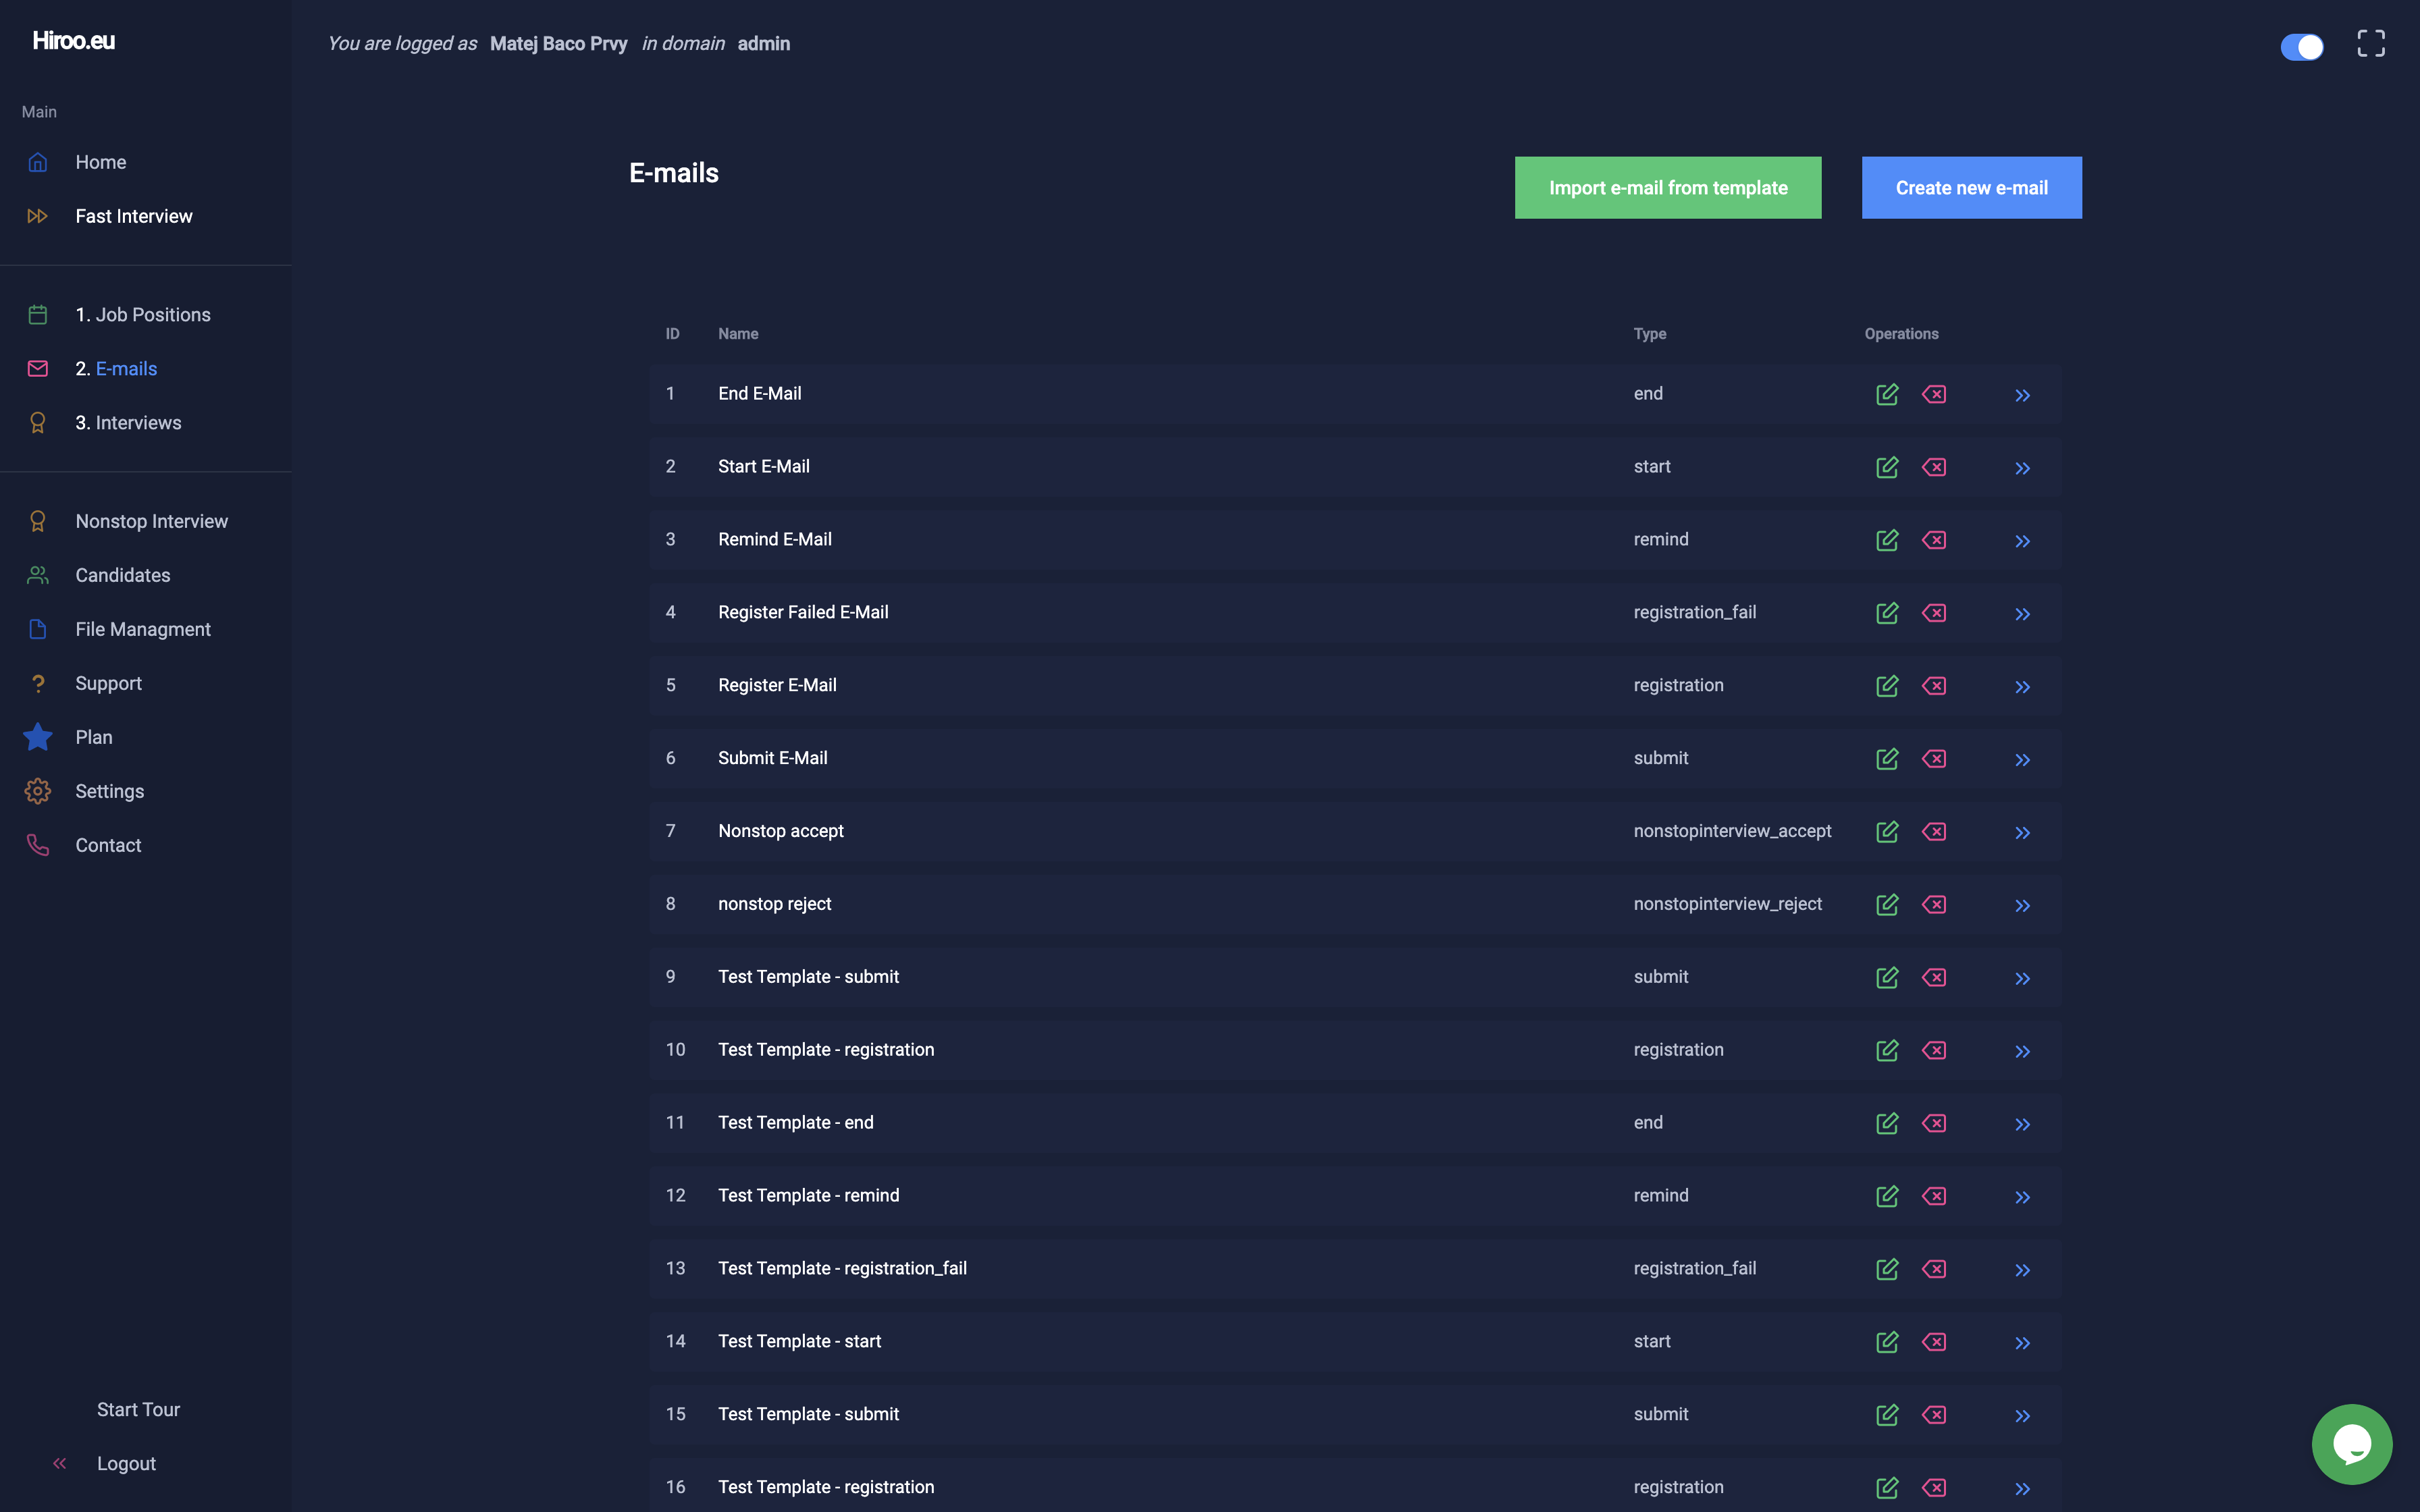 Hiroo.eu
You are logged as Matej Baco Prvy in domain admin
Main
Home
Fast Interview
1. Job Positions
2. E-mails
3. Interviews
Nonstop Interview
Candidates
File Managment
Support
Plan
Settings
Contact
Start Tour
Logout
E-mails
Import e-mail from template
Create new e-mail
ID Name Type Operations
1 End E-Mail end
2 Start E-Mail start
3 Remind E-Mail remind
4 Register Failed E-Mail registration_fail
5 Register E-Mail registration
6 Submit E-Mail submit
7 Nonstop accept nonstopinterview_accept
8 nonstop reject nonstopinterview_reject
9 Test Template - submit submit
10 Test Template - registration registration
11 Test Template - end end
12 Test Template - remind remind
13 Test Template - registration_fail registration_fail
14 Test Template - start start
15 Test Template - submit submit
16 Test Template - registration registration